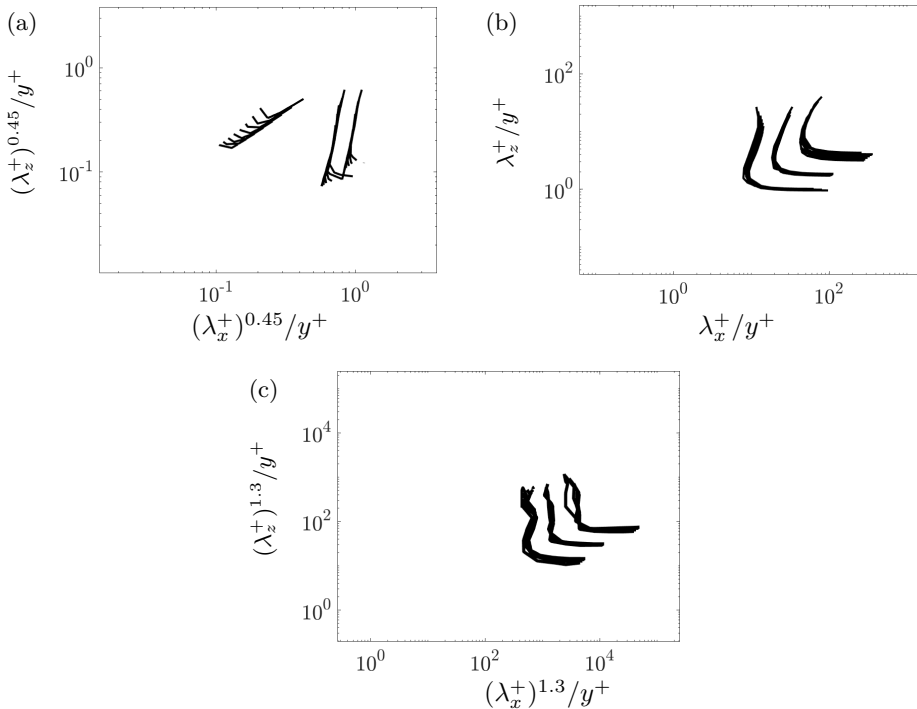 (a)
10^0
10^{-1}
(λ_z^+)^{0.45}/y^+
10^{-1} 10^0
(λ_x^+)^{0.45}/y^+
(b)
10^2
10^0
λ_z^+/y^+
10^0 10^2
λ_x^+/y^+
(c)
10^4
10^2
10^0
(λ_z^+)^{1.3}/y^+
10^0 10^2 10^4
(λ_x^+)^{1.3}/y^+